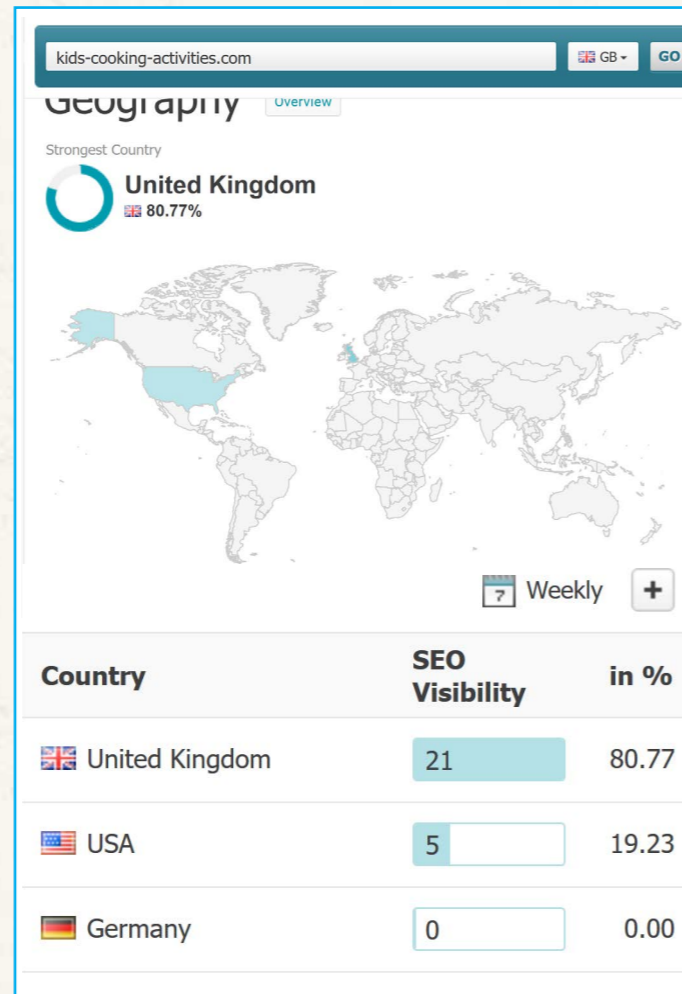 kids-cooking-activities.com GB GO
Geography Overview
Strongest Country
United Kingdom
80.77%
7 Weekly +
Country SEO Visibility in %
United Kingdom 21 80.77
USA 5 19.23
Germany 0 0.00